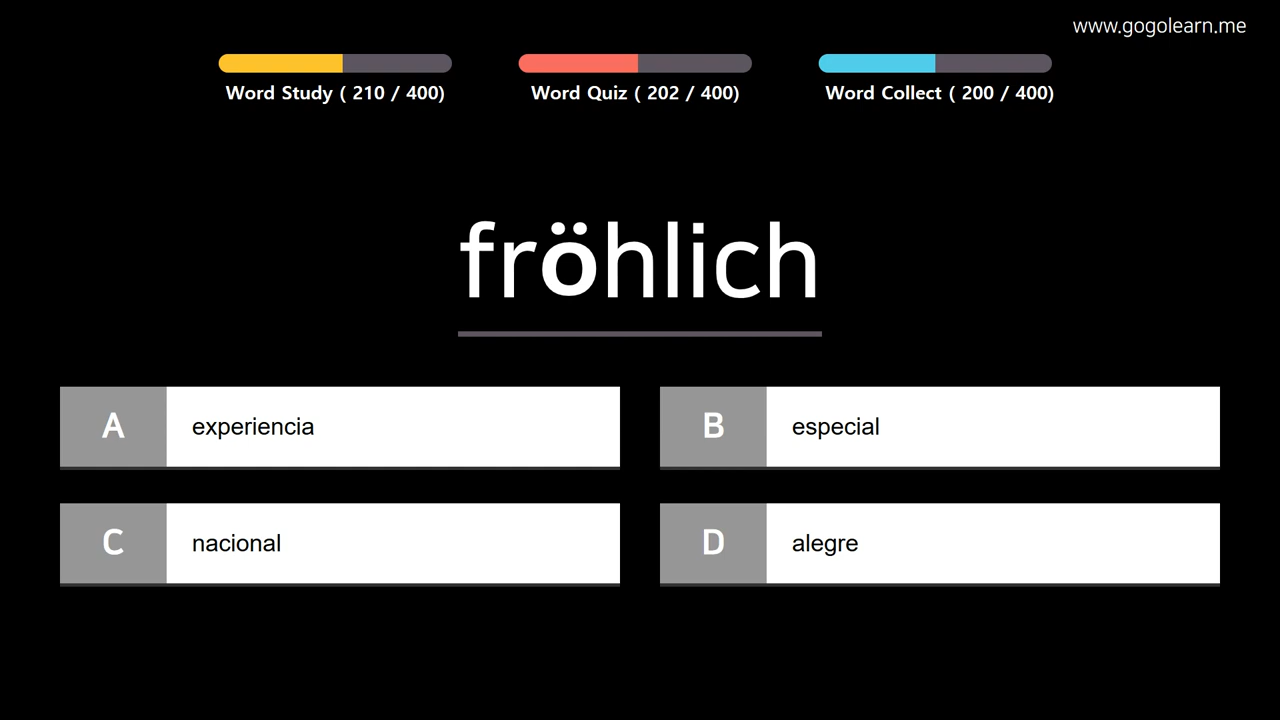 www.gogolearn.me
Word Study ( 210 / 400)
Word Quiz ( 202 / 400)
Word Collect ( 200 / 400)
fröhlich
A experiencia
B especial
C nacional
D alegre